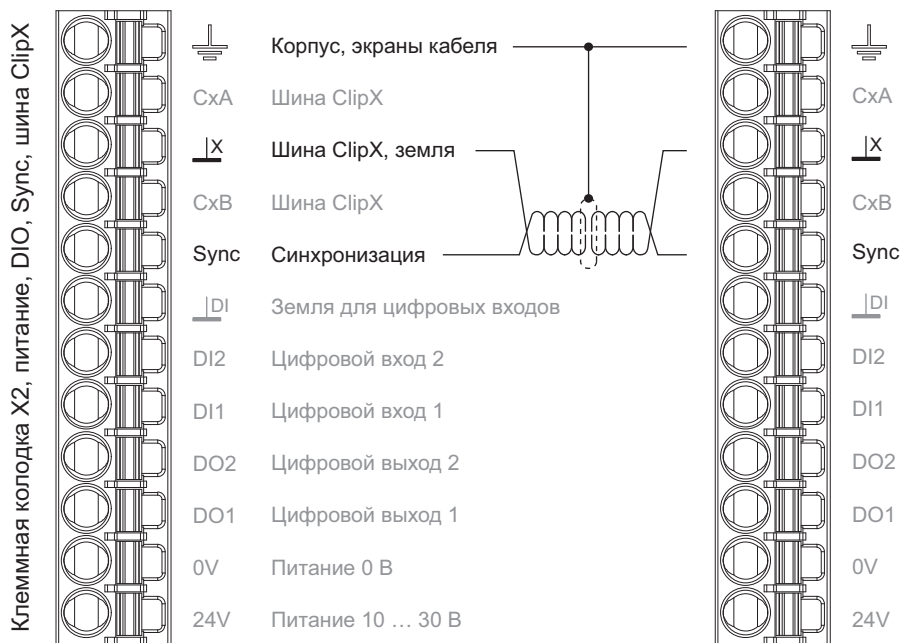 Клеммная колодка X2, питание, DIO, Sync, шина ClipX
Корпус, экраны кабеля
CxA Шина ClipX CxA
X Шина ClipX, земля X
CxB Шина ClipX CxB
Sync Синхронизация Sync
DI Земля для цифровых входов DI
DI2 Цифровой вход 2 DI2
DI1 Цифровой вход 1 DI1
DO2 Цифровой выход 2 DO2
DO1 Цифровой выход 1 DO1
0V Питание 0 В 0V
24V Питание 10 … 30 В 24V